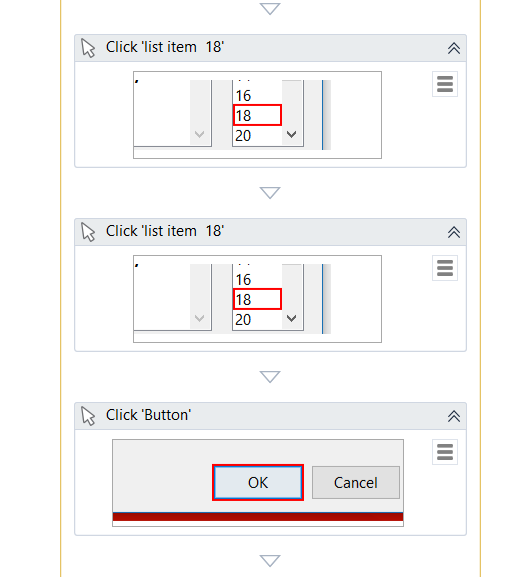 Click 'list item  18'
16
18
20
Click 'list item  18'
16
18
20
Click 'Button'
OK
Cancel